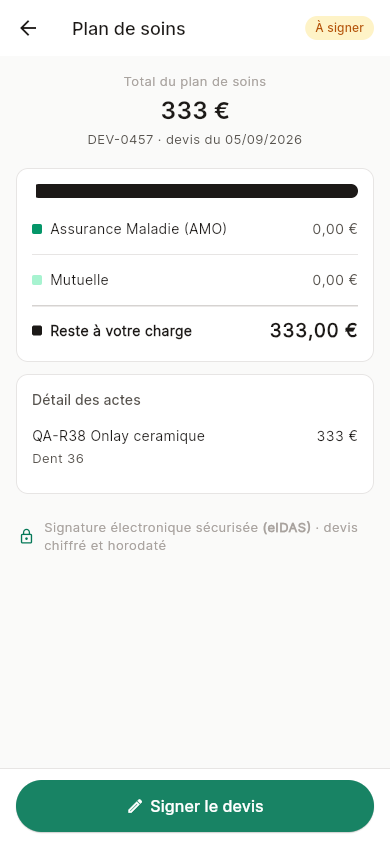 Plan de soins
À signer
Total du plan de soins
333 €
DEV-0457 · devis du 05/09/2026
Assurance Maladie (AMO) 0,00 €
Mutuelle 0,00 €
Reste à votre charge 333,00 €
Détail des actes
QA-R38 Onlay ceramique 333 €
Dent 36
Signature électronique sécurisée (eIDAS) · devis
chiffré et horodaté
Signer le devis